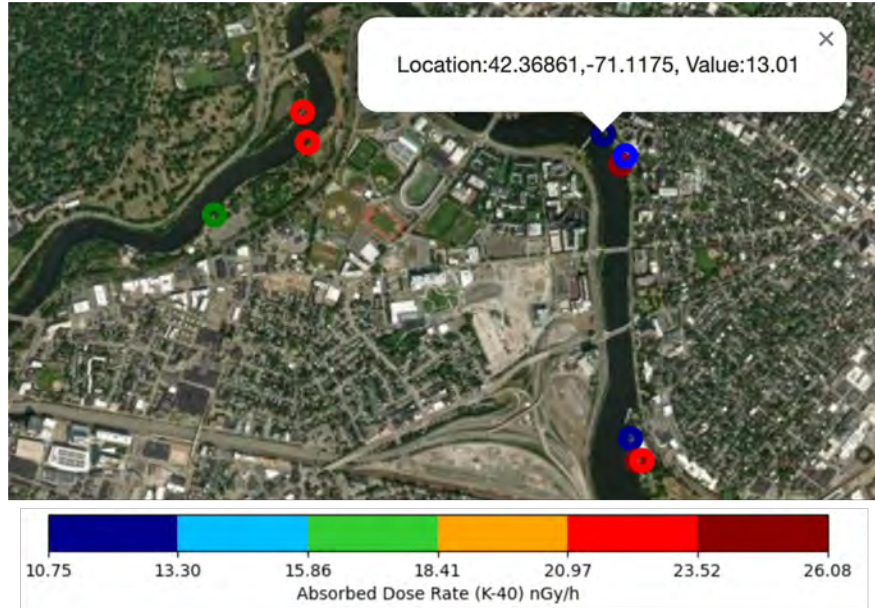 ×
Location:42.36861,-71.1175, Value:13.01
10.75 13.30 15.86 18.41 20.97 23.52 26.08
Absorbed Dose Rate (K-40) nGy/h